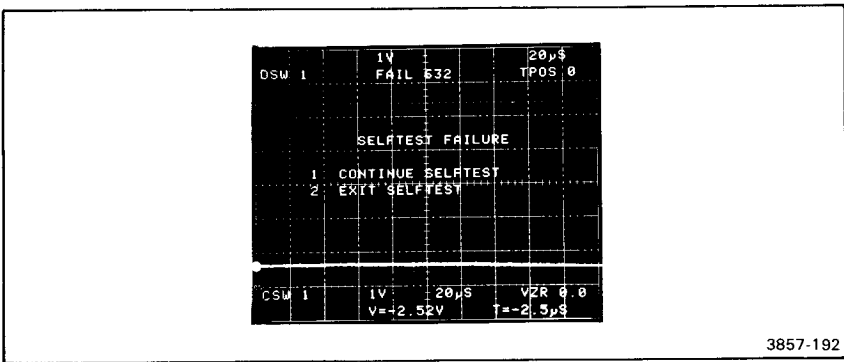 1V 20µS
DSW 1 FAIL 632 TPOS 0
SELFTEST FAILURE
1 CONTINUE SELFTEST
2 EXIT SELFTEST
CSW 1 1V 20µS VZR 0.0
V=-2.52V T=-2.5µS
3857-192